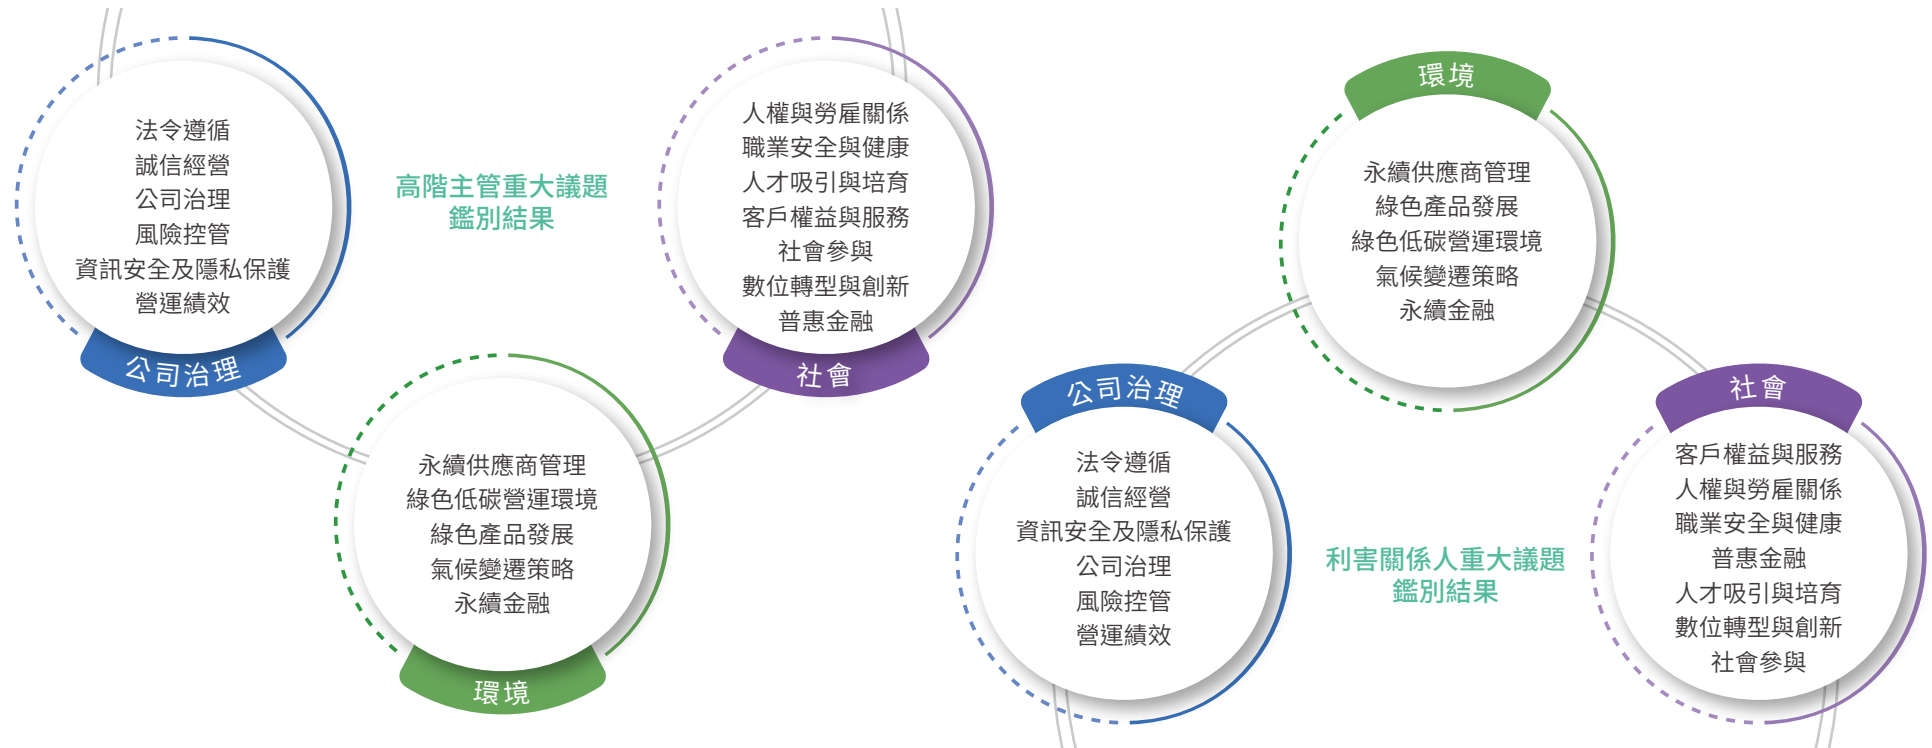 高階主管重大議題
鑑別結果
法令遵循
誠信經營
公司治理
風險控管
資訊安全及隱私保護
營運績效
公司治理
永續供應商管理
綠色低碳營運環境
綠色產品發展
氣候變遷策略
永續金融
環境
人權與勞雇關係
職業安全與健康
人才吸引與培育
客戶權益與服務
社會參與
數位轉型與創新
普惠金融
社會
利害關係人重大議題
鑑別結果
公司治理
法令遵循
誠信經營
資訊安全及隱私保護
公司治理
風險控管
營運績效
環境
永續供應商管理
綠色產品發展
綠色低碳營運環境
氣候變遷策略
永續金融
社會
客戶權益與服務
人權與勞雇關係
職業安全與健康
普惠金融
人才吸引與培育
數位轉型與創新
社會參與